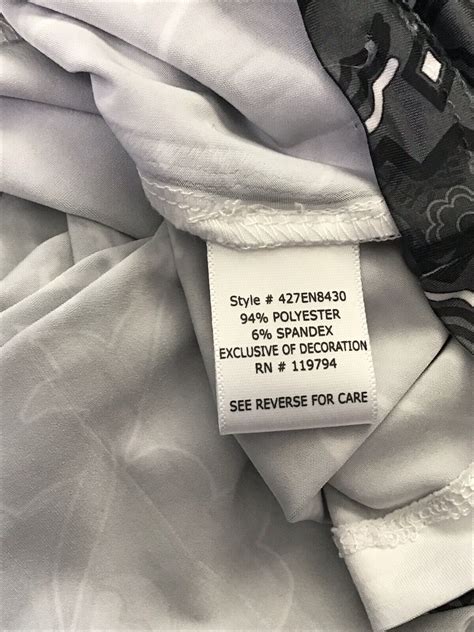 Style # 427EN8430
94% POLYESTER
6% SPANDEX
EXCLUSIVE OF DECORATION
RN # 119794
SEE REVERSE FOR CARE